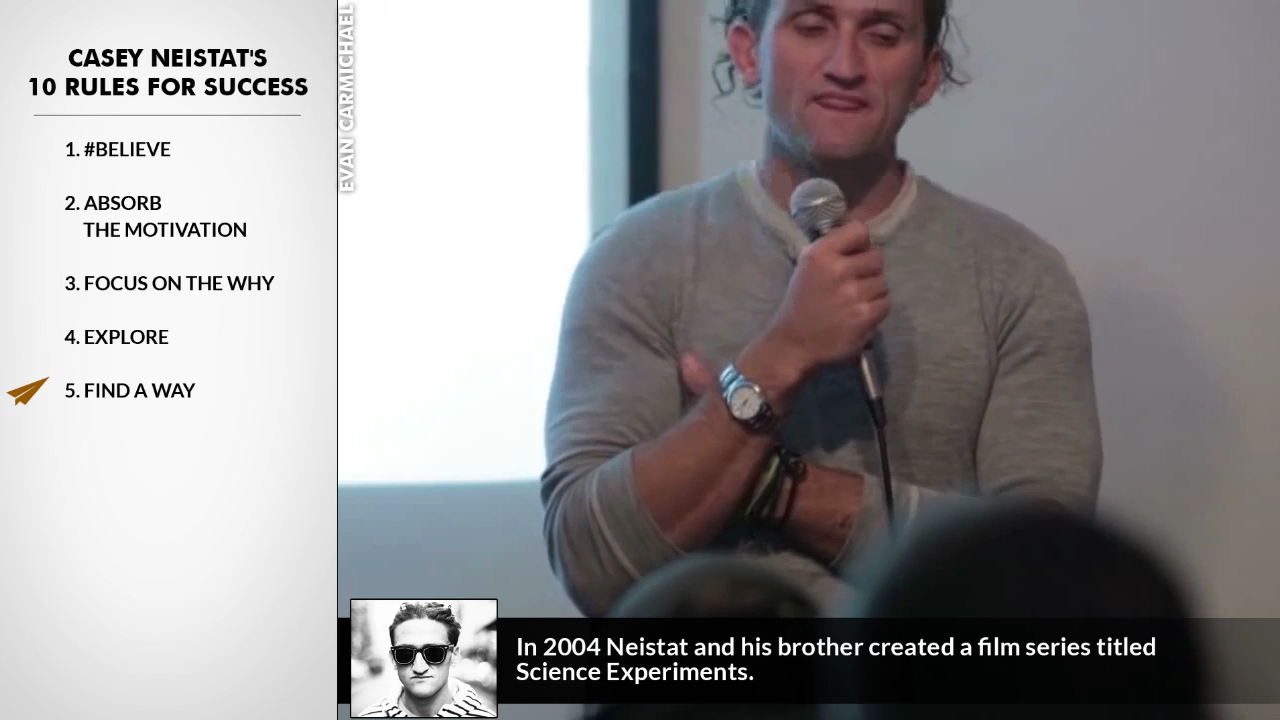 CASEY NEISTAT'S
10 RULES FOR SUCCESS
1. #BELIEVE
2. ABSORB
THE MOTIVATION
3. FOCUS ON THE WHY
4. EXPLORE
5. FIND A WAY
EVAN CARMICHAEL
In 2004 Neistat and his brother created a film series titled
Science Experiments.